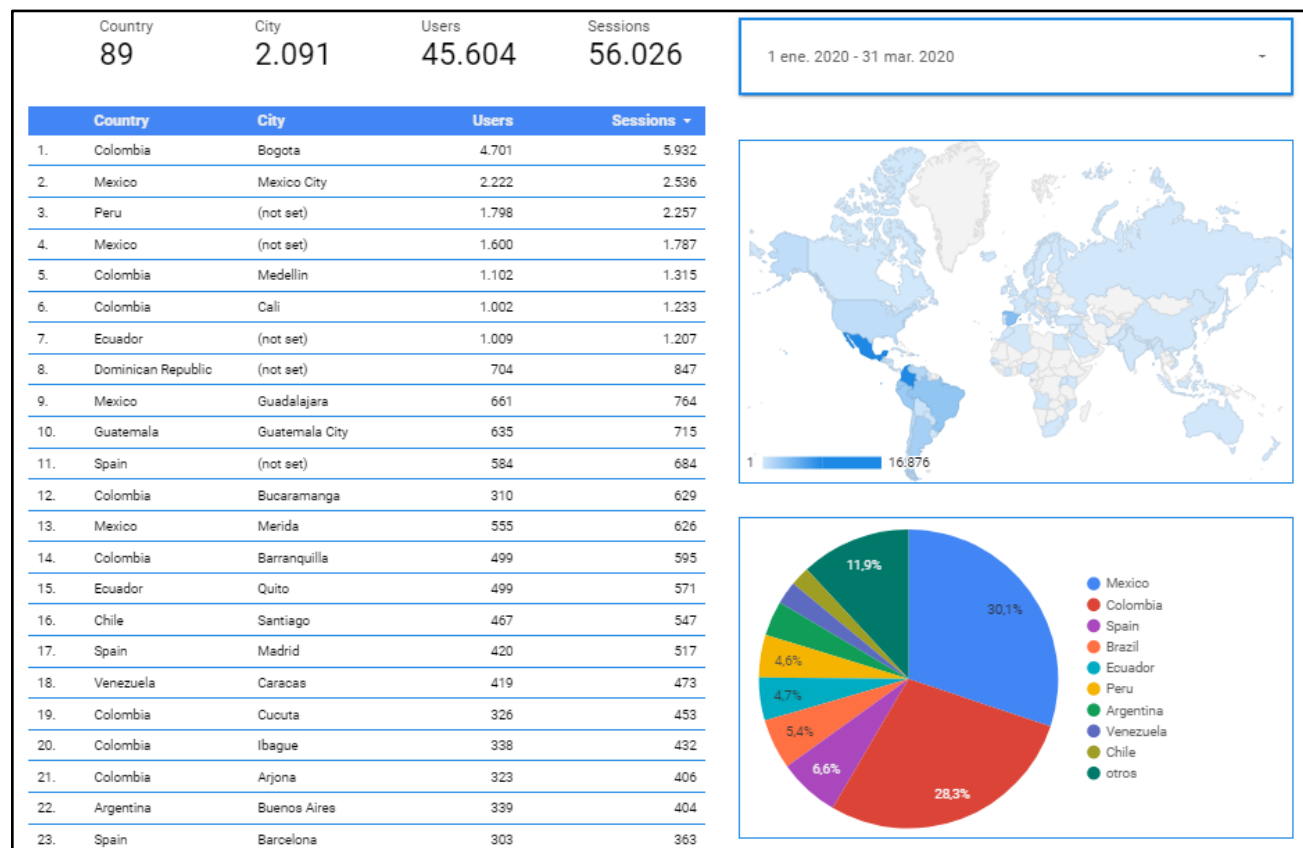 Country City Users Sessions
89 2.091 45.604 56.026
1 ene. 2020 - 31 mar. 2020
Country City Users Sessions
1. Colombia Bogota 4.701 5.932
2. Mexico Mexico City 2.222 2.536
3. Peru (not set) 1.798 2.257
4. Mexico (not set) 1.600 1.787
5. Colombia Medellin 1.102 1.315
6. Colombia Cali 1.002 1.233
7. Ecuador (not set) 1.009 1.207
8. Dominican Republic (not set) 704 847
9. Mexico Guadalajara 661 764
10. Guatemala Guatemala City 635 715
11. Spain (not set) 584 684
12. Colombia Bucaramanga 310 629
13. Mexico Merida 555 626
14. Colombia Barranquilla 499 595
15. Ecuador Quito 499 571
16. Chile Santiago 467 547
17. Spain Madrid 420 517
18. Venezuela Caracas 419 473
19. Colombia Cucuta 326 453
20. Colombia Ibague 338 432
21. Colombia Arjona 323 406
22. Argentina Buenos Aires 339 404
23. Spain Barcelona 303 363
1 16.876
11,9%
30,1%
4,6%
4,7%
5,4%
6,6%
28,3%
Mexico
Colombia
Spain
Brazil
Ecuador
Peru
Argentina
Venezuela
Chile
otros